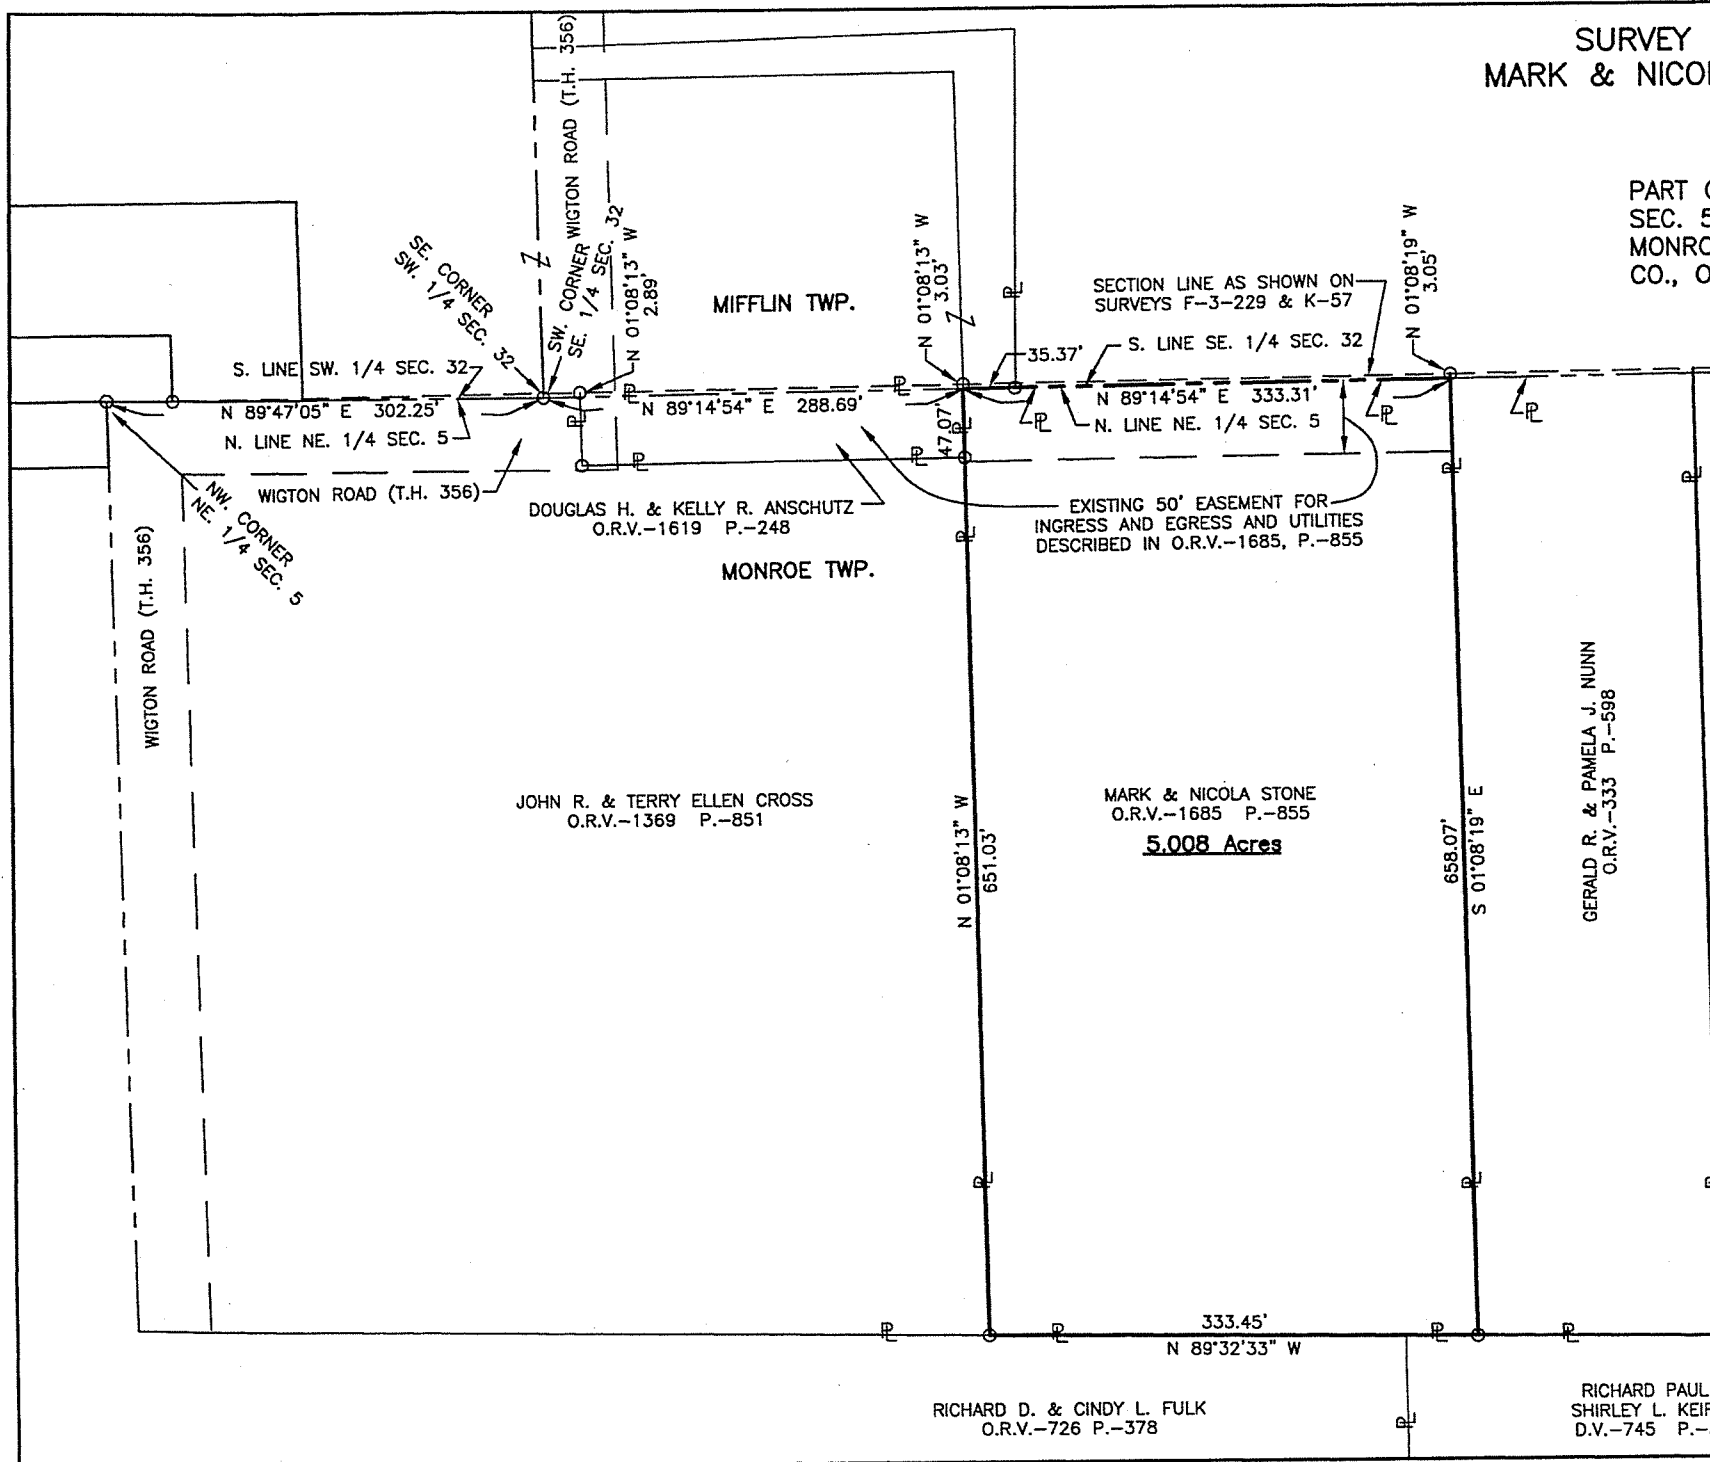 SURVEY
MARK & NICO
PART
SEC. 5
MONRO
CO., O
WIGTON ROAD (T.H. 356)
WIGTON ROAD (T.H. 356)
SE. CORNER
SW. 1/4 SEC. 32
SW. CORNER
SE. 1/4 SEC. 32
N 01°08'13" W
2.89'
MIFFLIN TWP.
N 01°08'13" W
3.03'
SECTION LINE AS SHOWN ON
SURVEYS F-3-229 & K-57
N 01°08'19" W
3.05'
S. LINE SW. 1/4 SEC. 32
35.37'
S. LINE SE. 1/4 SEC. 32
N 89°47'05" E 302.25'
N 89°14'54" E 288.69'
N 89°14'54" E 333.31'
N. LINE NE. 1/4 SEC. 5
47.07'
N. LINE NE. 1/4 SEC. 5
WIGTON ROAD (T.H. 356)
NW. CORNER
NE. 1/4 SEC. 5
DOUGLAS H. & KELLY R. ANSCHUTZ
O.R.V.-1619 P.-248
EXISTING 50' EASEMENT FOR
INGRESS AND EGRESS AND UTILITIES
DESCRIBED IN O.R.V.-1685, P.-855
MONROE TWP.
WIGTON ROAD (T.H. 356)
JOHN R. & TERRY ELLEN CROSS
O.R.V.-1369 P.-851
N 01°08'13" W
651.03'
MARK & NICOLA STONE
O.R.V.-1685 P.-855
5.008 Acres
658.07'
S 01°08'19" E
GERALD R. & PAMELA J. NUNN
O.R.V.-333 P.-598
333.45'
N 89°32'33" W
RICHARD D. & CINDY L. FULK
O.R.V.-726 P.-378
RICHARD PAUL
SHIRLEY L. KEI
D.V.-745 P.-